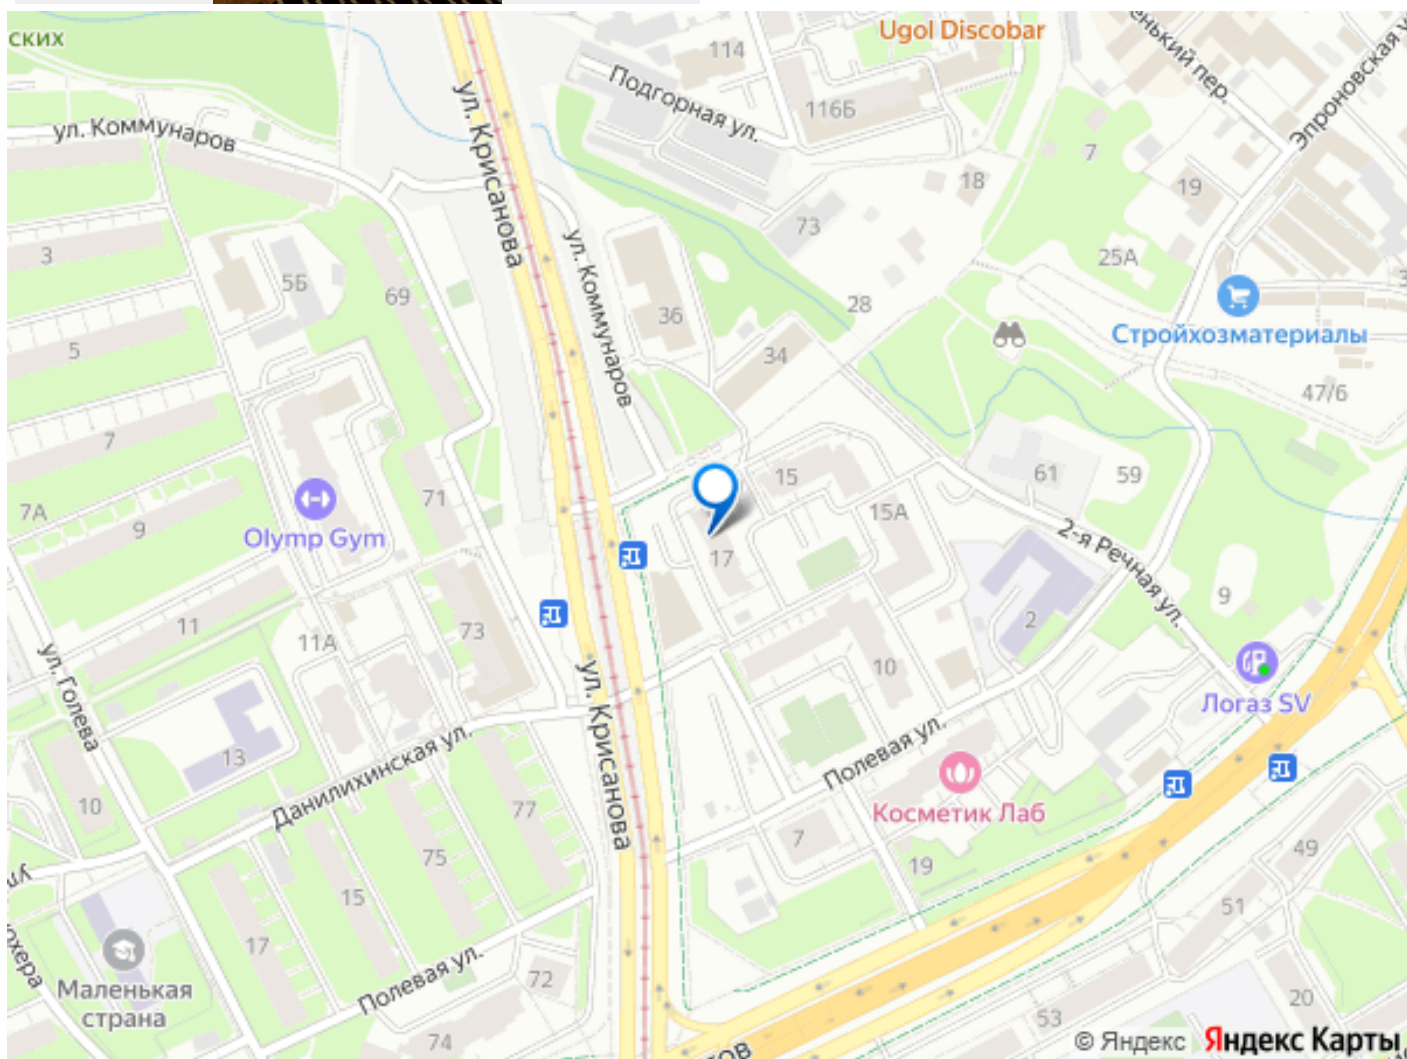 ских
Ugol Discobar
114
Подгорная ул.
116Б
енький пер.
Эпроновская у
ул. Коммунаров
ул. Крисанова
7
18
19
3
73
ул. Коммунаров
25А
5Б
69
36
28
Стройхозматериалы
5
34
47/6
7
71
15
61
59
7А
9
Olymp Gym
15А
17
2-я Речная ул.
11
11А
73
2
9
ул. Голева
ул. Крисанова
10
Логаз SV
13
Данилихинская ул.
Полевая ул.
10
77
Косметик Лаб
75
7
19
49
15
51
17
Маленькая
страна
Полевая ул.
72
74
20
53
© Яндекс
Яндекс Карты